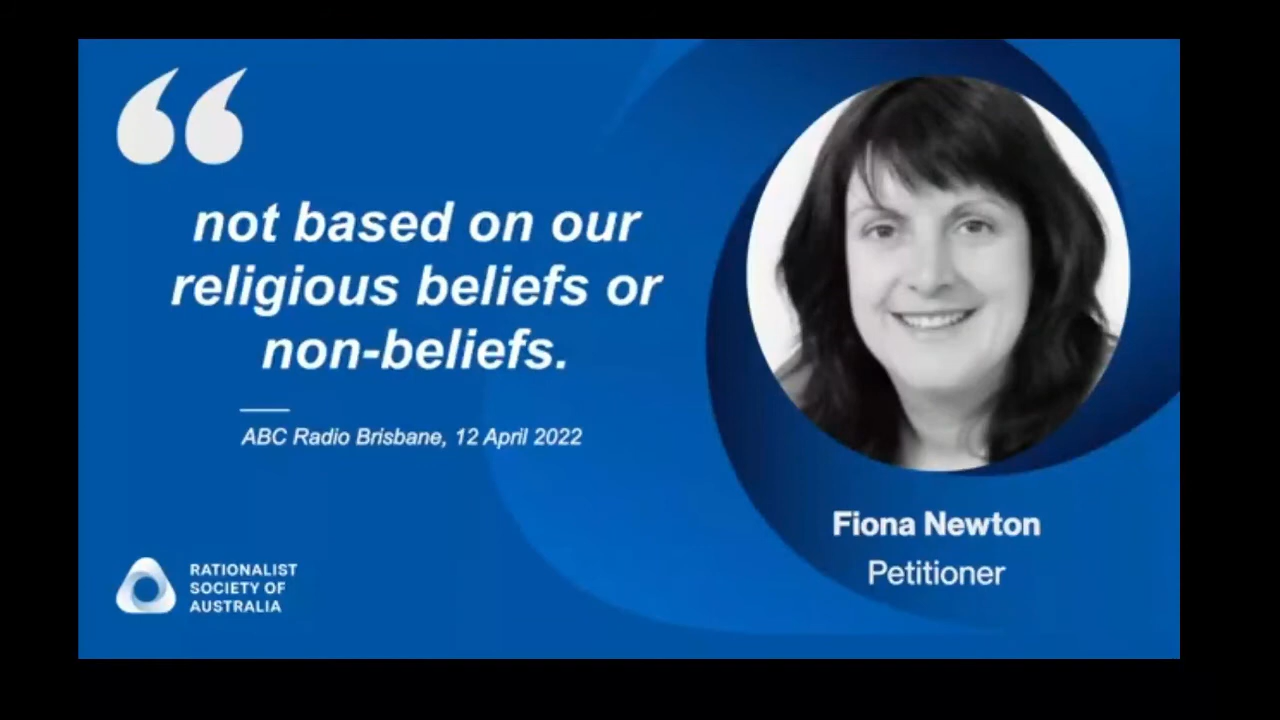 “
not based on our
religious beliefs or
non-beliefs.
ABC Radio Brisbane, 12 April 2022
Fiona Newton
Petitioner
RATIONALIST
SOCIETY OF
AUSTRALIA